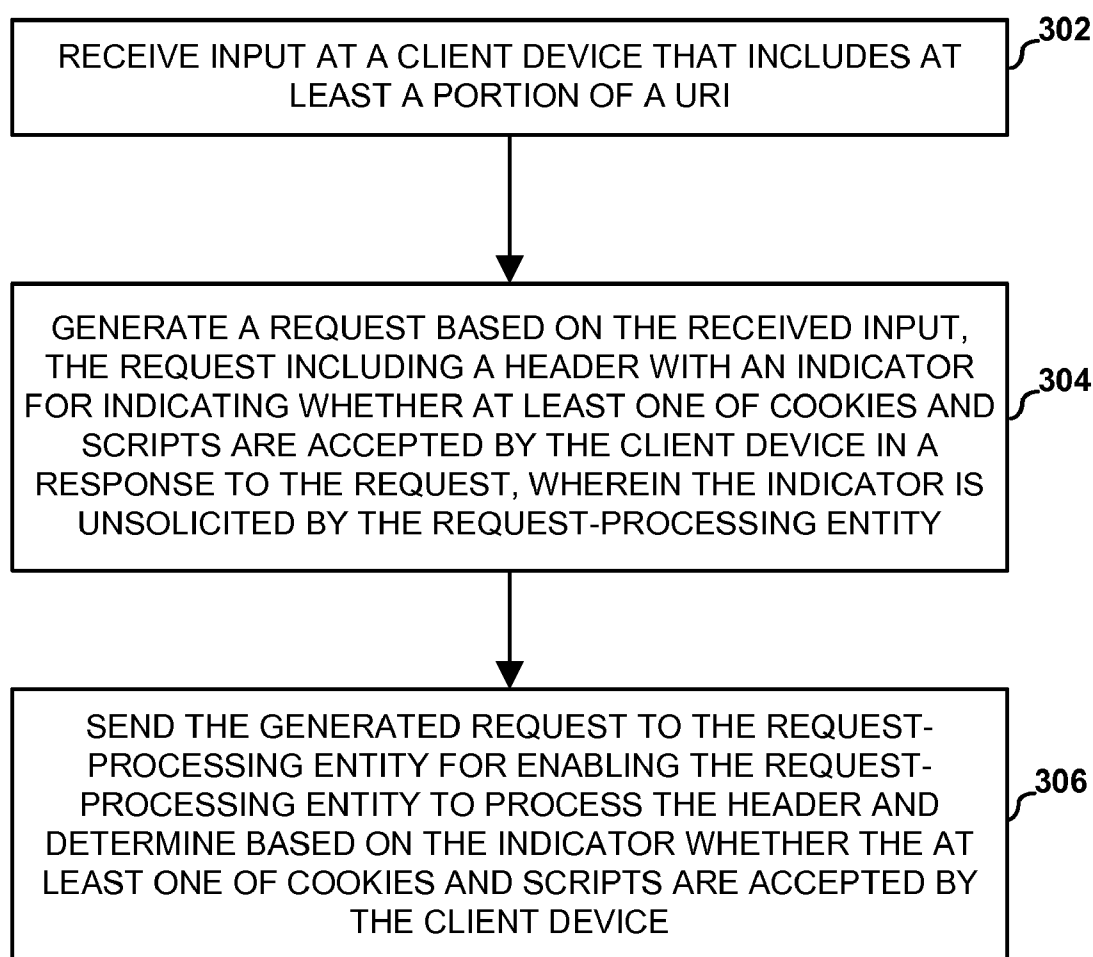 302
RECEIVE INPUT AT A CLIENT DEVICE THAT INCLUDES AT
LEAST A PORTION OF A URI
GENERATE A REQUEST BASED ON THE RECEIVED INPUT,
THE REQUEST INCLUDING A HEADER WITH AN INDICATOR
304
FOR INDICATING WHETHER AT LEAST ONE OF COOKIES AND
SCRIPTS ARE ACCEPTED BY THE CLIENT DEVICE IN A
RESPONSE TO THE REQUEST, WHEREIN THE INDICATOR IS
UNSOLICITED BY THE REQUEST-PROCESSING ENTITY
SEND THE GENERATED REQUEST TO THE REQUEST-
PROCESSING ENTITY FOR ENABLING THE REQUEST-
306
PROCESSING ENTITY TO PROCESS THE HEADER AND
DETERMINE BASED ON THE INDICATOR WHETHER THE AT
LEAST ONE OF COOKIES AND SCRIPTS ARE ACCEPTED BY
THE CLIENT DEVICE